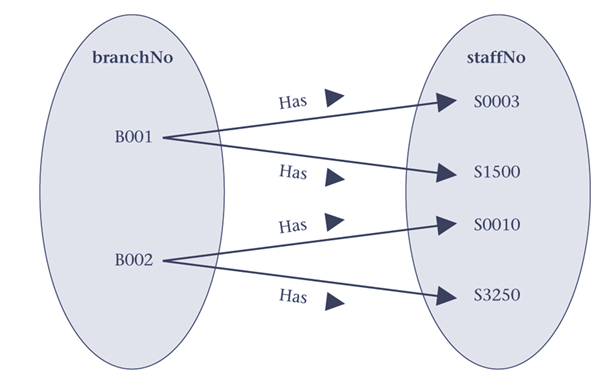 branchNo
staffNo
Has
S0003
B001
Has
S1500
Has
S0010
B002
Has
S3250